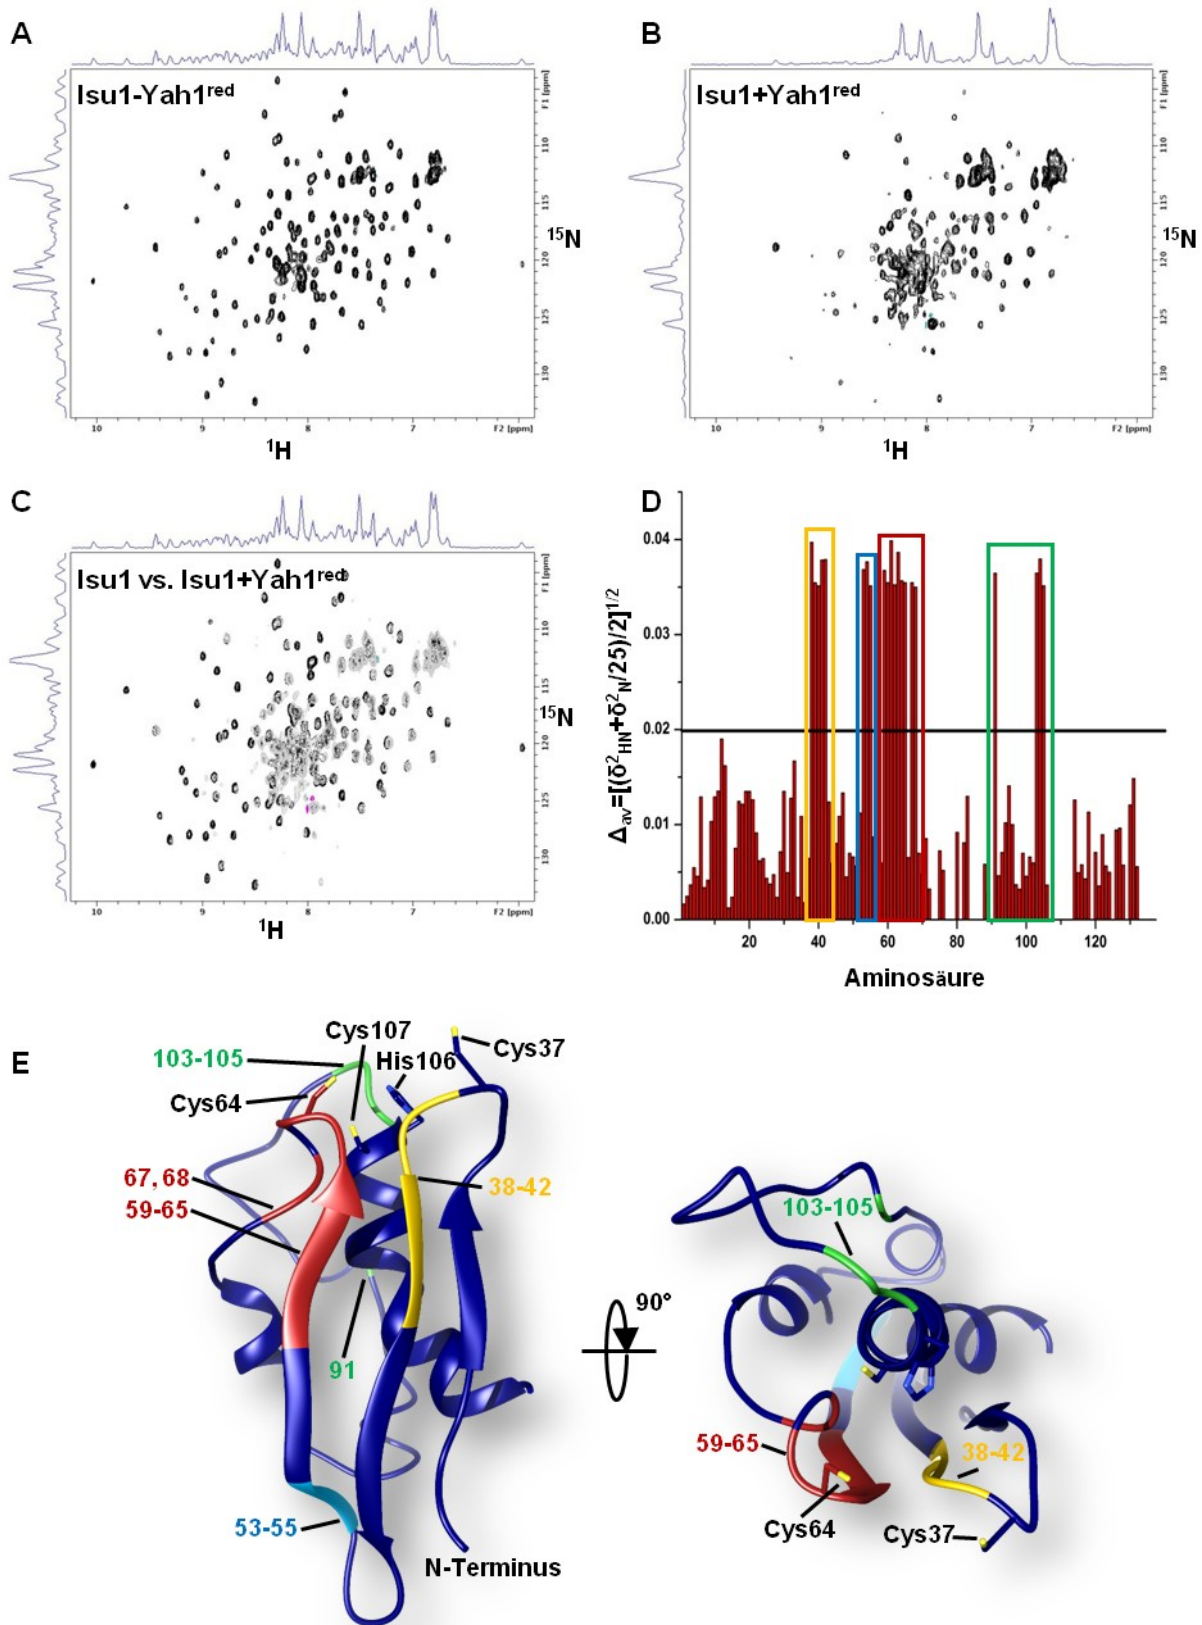 A
Isu1-Yah1red
F1 [ppm]
110
115
120
125
130
15N
10
9
8
7
F2 [ppm]
1H
B
Isu1+Yah1red
F1 [ppm]
110
115
120
125
130
15N
10
9
8
7
F2 [ppm]
1H
C
Isu1 vs. Isu1+Yah1red
F1 [ppm]
110
115
120
125
130
15N
10
9
8
7
F2 [ppm]
1H
D
Δav=[(δ2HN+δ2N/25)/2]1/2
0.04
0.03
0.02
0.01
0.00
20
40
60
80
100
120
Aminosäure
E
Cys107
Cys37
103-105
His106
Cys64
67, 68
59-65
38-42
91
53-55
N-Terminus
90°
103-105
59-65
38-42
Cys64
Cys37